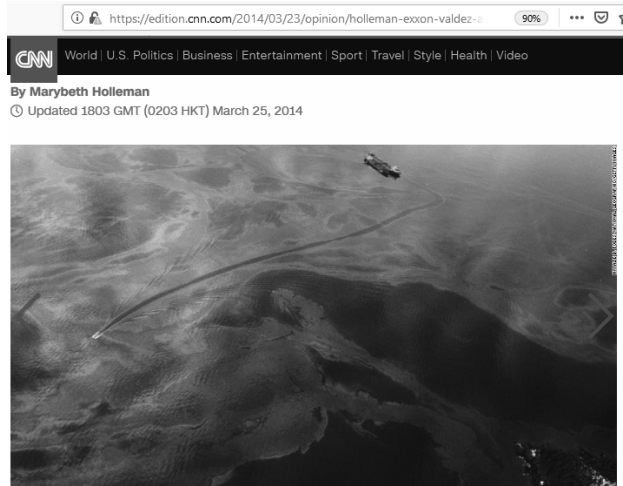 https://edition.cnn.com/2014/03/23/opinion/holleman-exxon-valdez-a
90%
CNN
World | U.S. Politics | Business | Entertainment | Sport | Travel | Style | Health | Video
By Marybeth Holleman
Updated 1803 GMT (0203 HKT) March 25, 2014